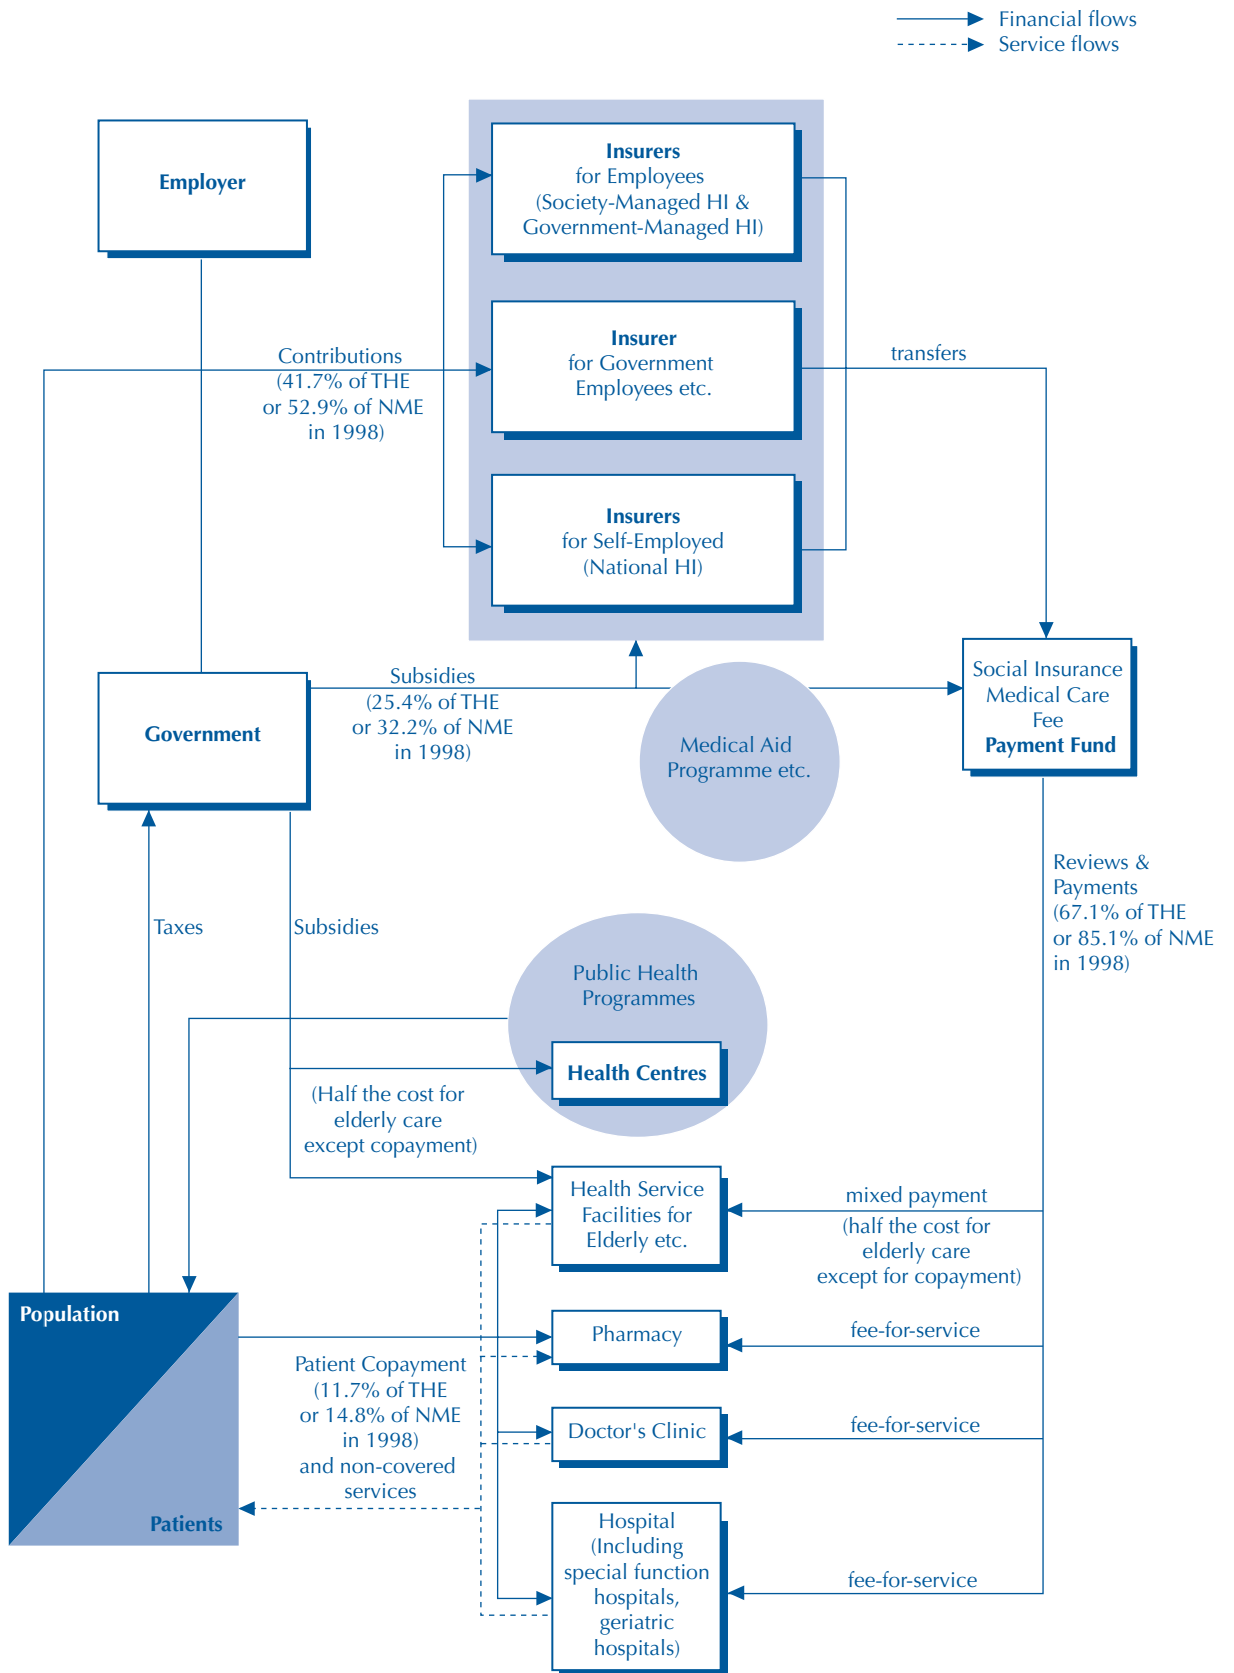 Financial flows
Service flows
Employer
Insurers
for Employees
(Society-Managed HI &
Government-Managed HI)
Contributions
(41.7% of THE
or 52.9% of NME
in 1998)
Insurer
for Government
Employees etc.
transfers
Insurers
for Self-Employed
(National HI)
Government
Subsidies
(25.4% of THE
or 32.2% of NME
in 1998)
Medical Aid
Programme etc.
Social Insurance
Medical Care
Fee
Payment Fund
Reviews &
Payments
(67.1% of THE
or 85.1% of NME
in 1998)
Taxes
Subsidies
Public Health
Programmes
Health Centres
(Half the cost for
elderly care
except copayment)
Health Service
Facilities for
Elderly etc.
mixed payment
(half the cost for
elderly care
except for copayment)
Population
Patients
Patient Copayment
(11.7% of THE
or 14.8% of NME
in 1998)
and non-covered
services
Pharmacy
fee-for-service
Doctor's Clinic
fee-for-service
Hospital
(Including
special function
hospitals,
geriatric
hospitals)
fee-for-service